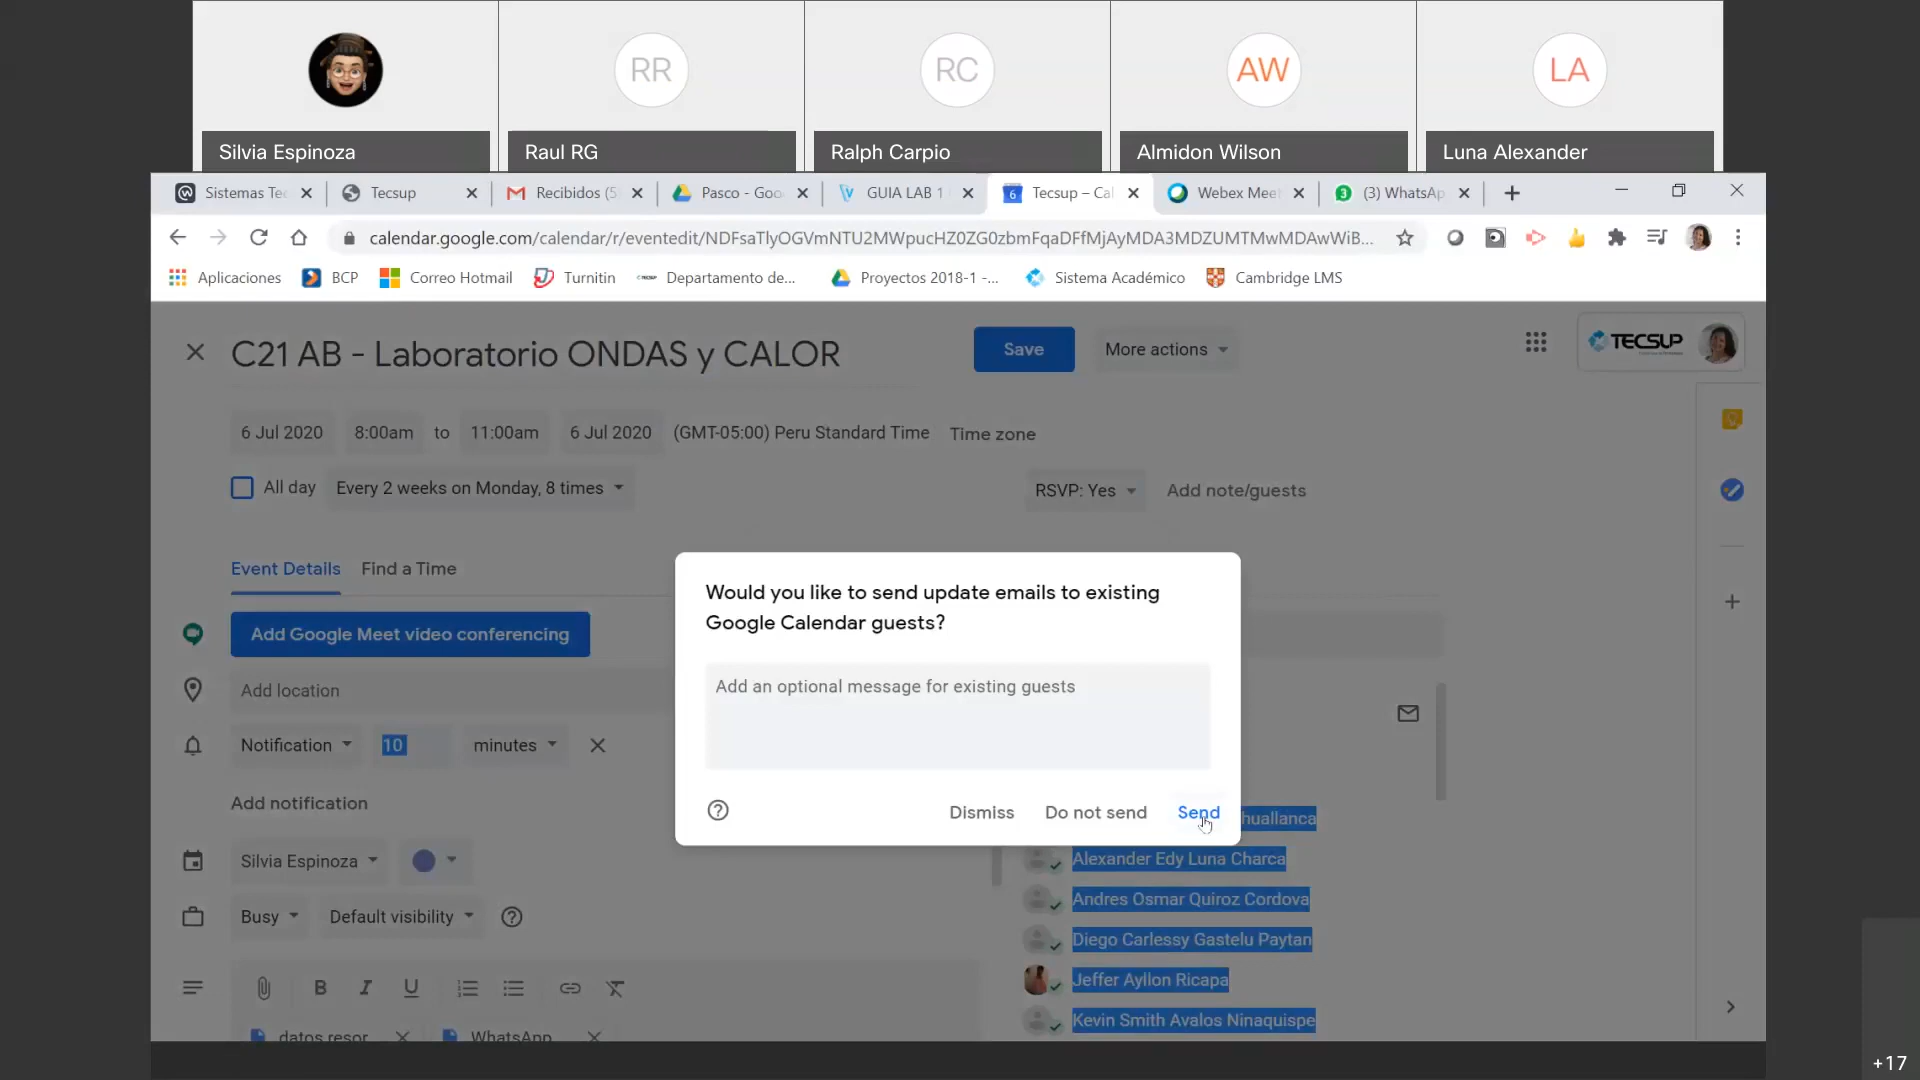 RR
RC
AW
LA
Silvia Espinoza
Raul RG
Ralph Carpio
Almidon Wilson
Luna Alexander
Sistemas Te
Tecsup
Recibidos (5
Pasco - Goo
GUIA LAB 1
6
Tecsup – Cal
Webex Mee
3
(3) WhatsAp
calendar.google.com/calendar/r/eventedit/NDFsaTlyOGVmNTU2MWpucHZ0ZG0zbmFqaDFfMjAyMDA3MDZUMTMwMDAwWiB...
Aplicaciones
BCP
Correo Hotmail
Turnitin
Departamento de...
Proyectos 2018-1 -...
Sistema Académico
Cambridge LMS
C21 AB - Laboratorio ONDAS y CALOR
Save
More actions
TECSUP
6 Jul 2020
8:00am
to
11:00am
6 Jul 2020
(GMT-05:00) Peru Standard Time
Time zone
All day
Every 2 weeks on Monday, 8 times
RSVP: Yes
Add note/guests
Event Details
Find a Time
Would you like to send update emails to existing
Google Calendar guests?
Add Google Meet video conferencing
Add location
Add an optional message for existing guests
Notification
10
minutes
Add notification
Dismiss
Do not send
Send
huallanca
Silvia Espinoza
Alexander Edy Luna Charca
Andres Osmar Quiroz Cordova
Busy
Default visibility
Diego Carlessy Gastelu Paytan
Jeffer Ayllon Ricapa
B
I
U
Kevin Smith Avalos Ninaquispe
datos resor
WhatsApp
+17